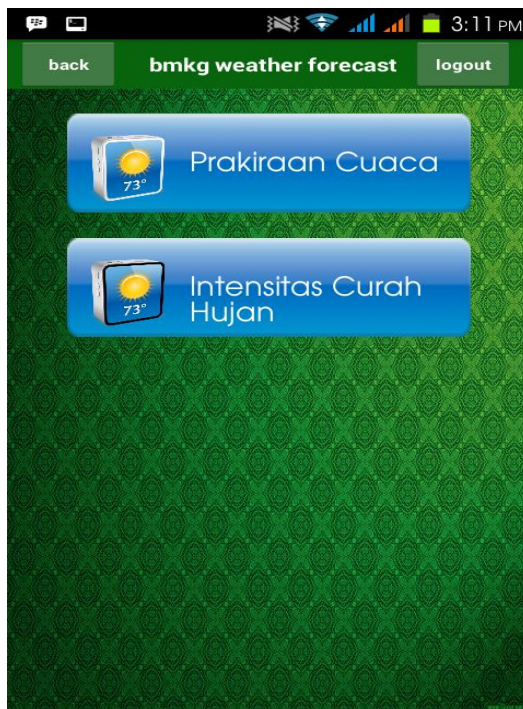 3:11 PM
back bmkg weather forecast logout
Prakiraan Cuaca
73°
Intensitas Curah
Hujan
73°